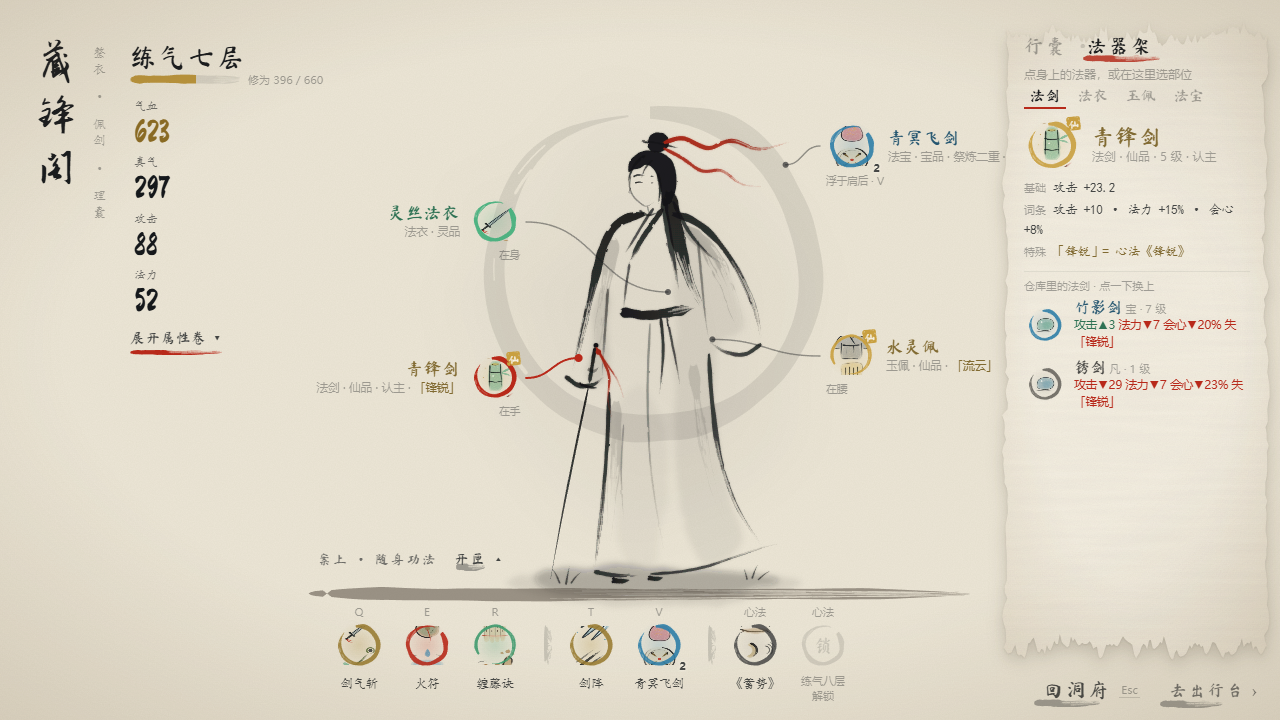 藏锋阁
整衣 · 佩剑 · 理囊
练气七层
修为 396 / 660
气血
623
真气
297
攻击
88
法力
52
展开属性卷 ▾
灵丝法衣
法衣 · 灵品
在身
青锋剑
法剑 · 仙品 · 认主 · 「锋锐」
仙
在手
青冥飞剑
法宝 · 宝品 · 祭炼二重 ·
2
浮于肩后 · V
水灵佩
玉佩 · 仙品 · 「流云」
仙
在腰
案上 · 随身功法 开匣 ▴
Q
剑气斩
E
火符
R
缠藤诀
T
剑降
V
2
青冥飞剑
心法
《蓄势》
心法
锁
练气八层
解锁
行囊 · 法器架
点身上的法器，或在这里选部位
法剑 法衣 玉佩 法宝
仙
青锋剑
法剑 · 仙品 · 5 级 · 认主
基础 攻击 +23.2
词条 攻击 +10 · 法力 +15% · 会心
+8%
特殊 「锋锐」= 心法《锋锐》
仓库里的法剑 · 点一下换上
竹影剑 宝 · 7 级
攻击▲3 法力▼7 会心▼20% 失
「锋锐」
锈剑 凡 · 1 级
攻击▼29 法力▼7 会心▼23% 失
「锋锐」
回洞府 Esc
去出行台 ›